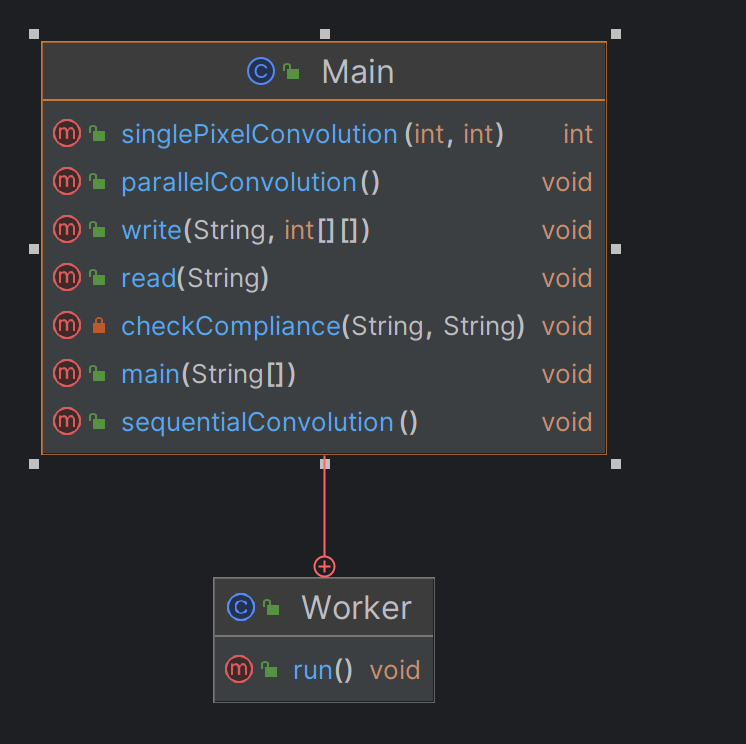 C Main
m singlePixelConvolution(int, int) int
m parallelConvolution() void
m write(String, int[][]) void
m read(String) void
m checkCompliance(String, String) void
m main(String[]) void
m sequentialConvolution() void
C Worker
m run() void